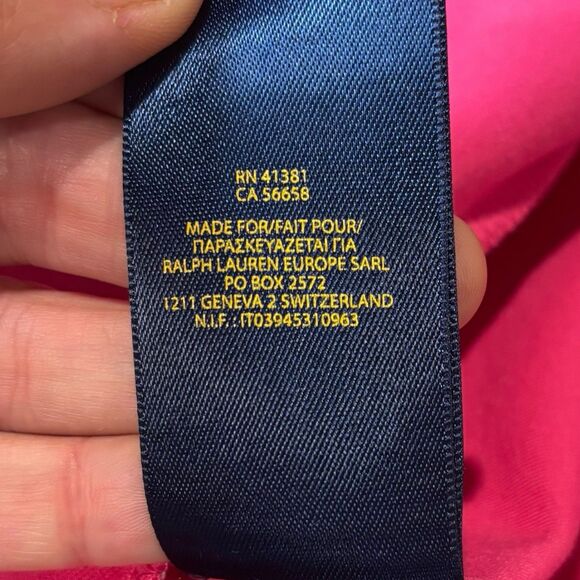 RN 41381
CA 56658
MADE FOR/FAIT POUR/
ΠΑΡΑΣΚΕΥΑΖΕΤΑΙ ΓΙΑ
RALPH LAUREN EUROPE SARL
PO BOX 2572
1211 GENEVA 2 SWITZERLAND
N.I.F. : IT03945310963